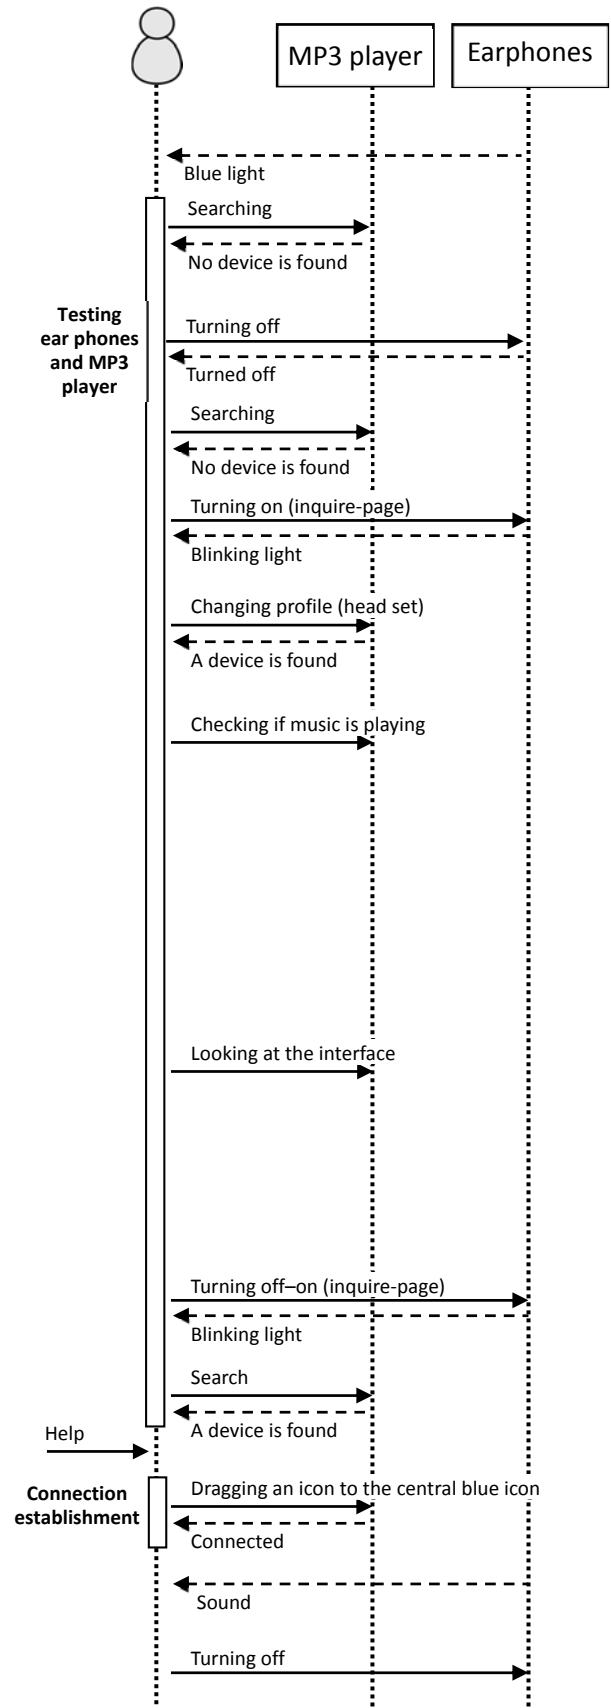 MP3 player
Earphones
Blue light
Searching
No device is found
Testing
ear phones
and MP3
player
Turning off
Turned off
Searching
No device is found
Turning on (inquire-page)
Blinking light
Changing profile (head set)
A device is found
Checking if music is playing
Looking at the interface
Turning off–on (inquire-page)
Blinking light
Search
A device is found
Help
Connection
establishment
Dragging an icon to the central blue icon
Connected
Sound
Turning off